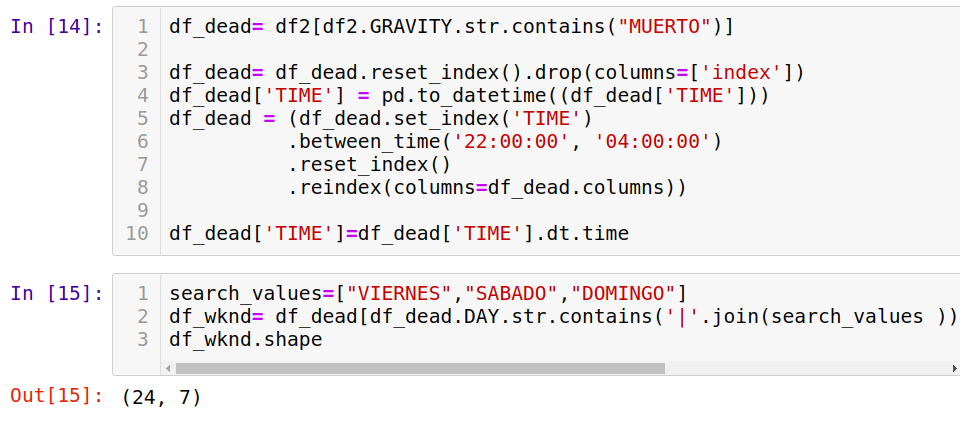 In [14]:
1 df_dead= df2[df2.GRAVITY.str.contains("MUERTO")]
2
3 df_dead= df_dead.reset_index().drop(columns=['index'])
4 df_dead['TIME'] = pd.to_datetime((df_dead['TIME']))
5 df_dead = (df_dead.set_index('TIME')
6           .between_time('22:00:00', '04:00:00')
7           .reset_index()
8           .reindex(columns=df_dead.columns))
9
10 df_dead['TIME']=df_dead['TIME'].dt.time
In [15]:
1 search_values=["VIERNES","SABADO","DOMINGO"]
2 df_wknd= df_dead[df_dead.DAY.str.contains('|'.join(search_values ))
3 df_wknd.shape
Out[15]: (24, 7)